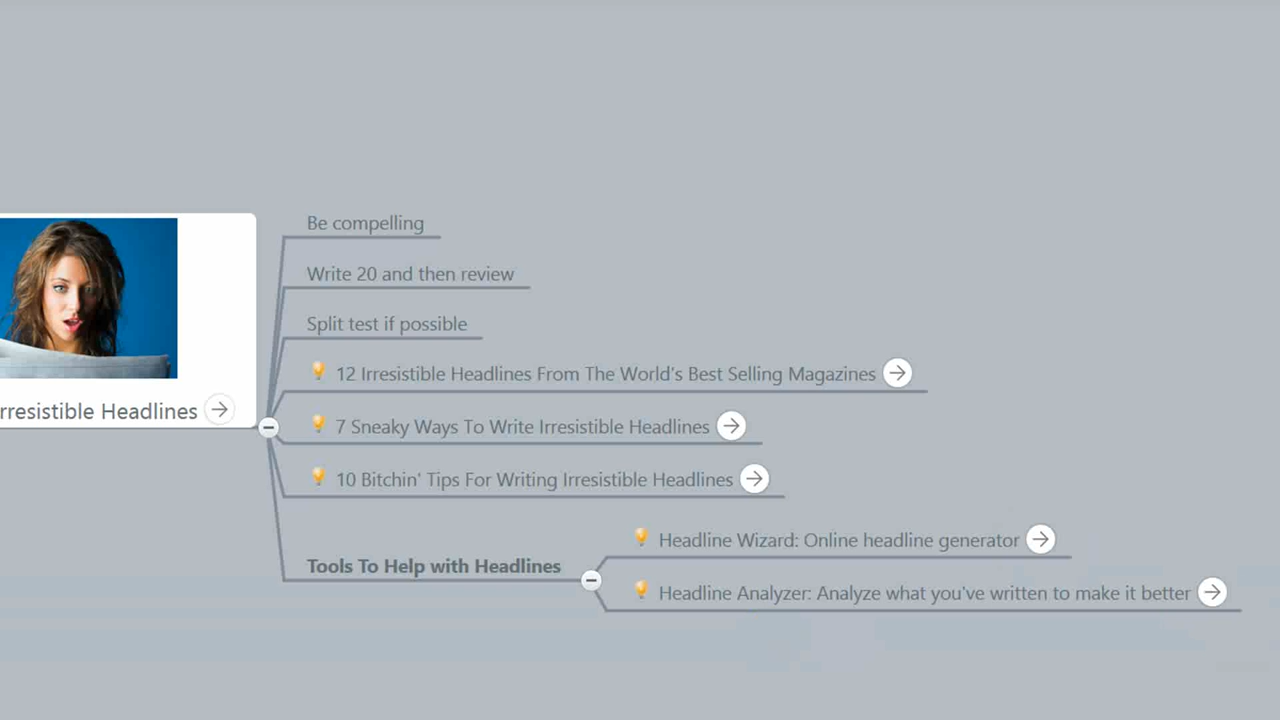 Be compelling
Write 20 and then review
Split test if possible
12 Irresistible Headlines From The World's Best Selling Magazines
rresistible Headlines
7 Sneaky Ways To Write Irresistible Headlines
10 Bitchin' Tips For Writing Irresistible Headlines
Tools To Help with Headlines
Headline Wizard: Online headline generator
Headline Analyzer: Analyze what you've written to make it better